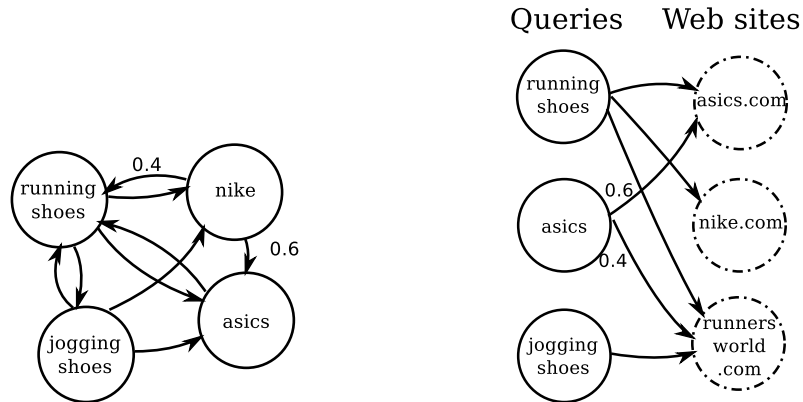 Queries Web sites
running
shoes
asics.com
0.4
running
shoes
nike
0.6
asics
nike.com
0.6
0.4
asics
jogging
shoes
jogging
shoes
runners
world
.com